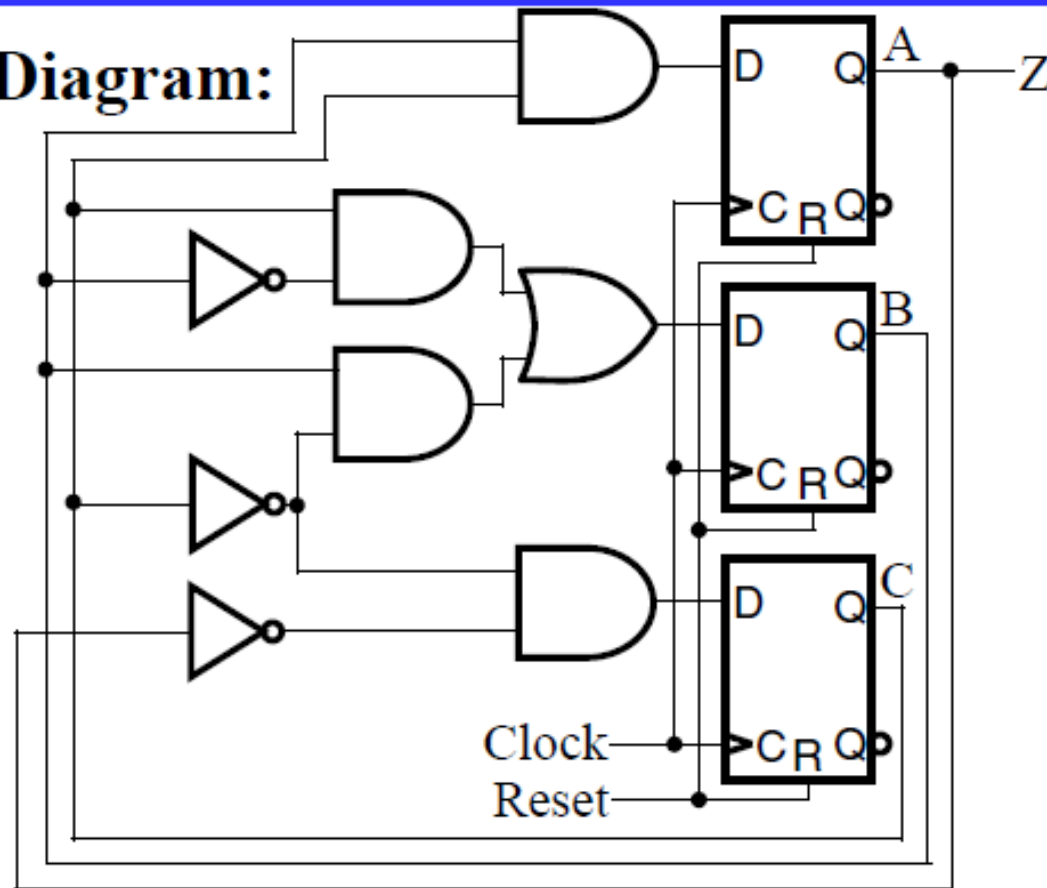 Diagram:
D Q A
Z
C R Q
D Q B
C R Q
D Q C
Clock C R Q
Reset